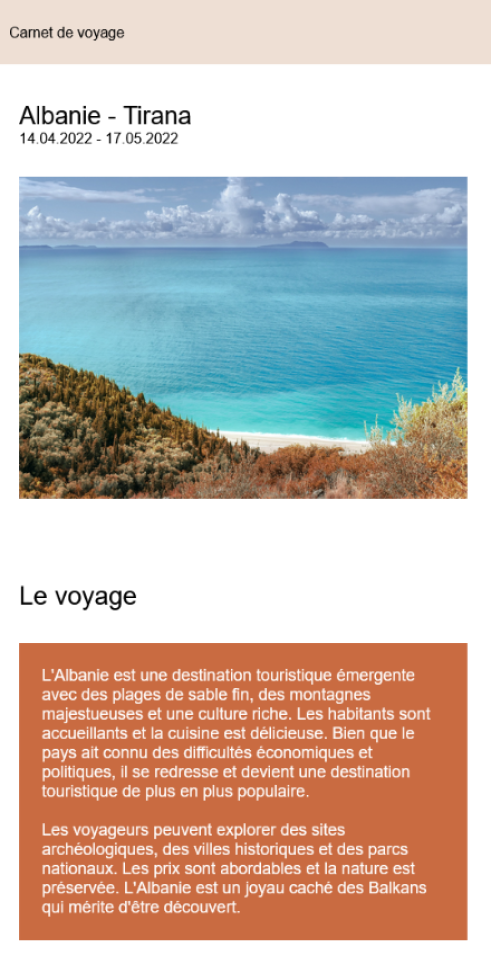 Carnet de voyage
Albanie - Tirana
14.04.2022 - 17.05.2022
Le voyage
L'Albanie est une destination touristique émergente
avec des plages de sable fin, des montagnes
majestueuses et une culture riche. Les habitants sont
accueillants et la cuisine est délicieuse. Bien que le
pays ait connu des difficultés économiques et
politiques, il se redresse et devient une destination
touristique de plus en plus populaire.
Les voyageurs peuvent explorer des sites
archéologiques, des villes historiques et des parcs
nationaux. Les prix sont abordables et la nature est
préservée. L'Albanie est un joyau caché des Balkans
qui mérite d'être découvert.